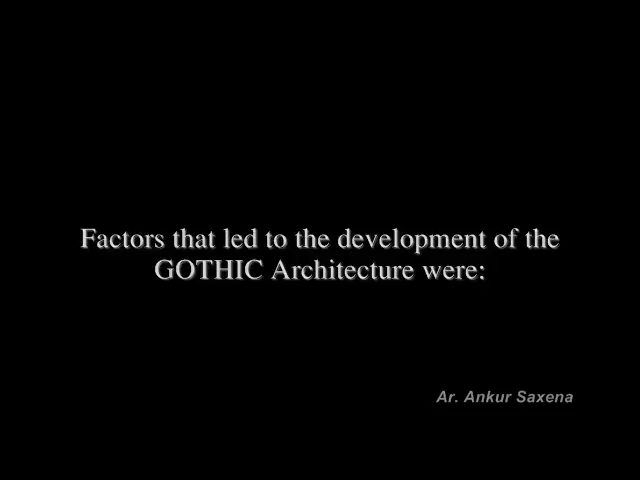 Factors that led to the development of the
GOTHIC Architecture were:
Ar. Ankur Saxena